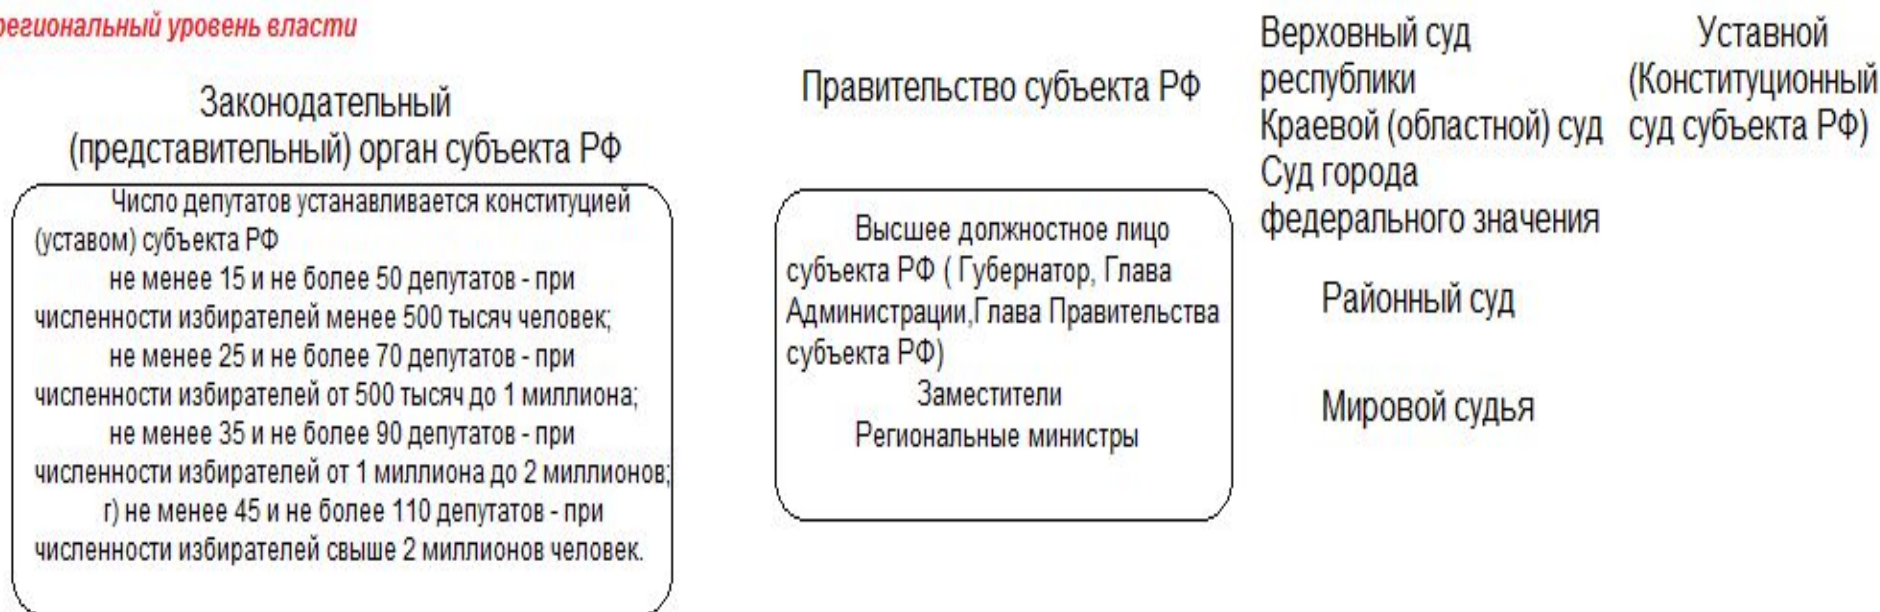 региональный уровень власти
Законодательный
(представительный) орган субъекта РФ
Число депутатов устанавливается конституцией
(уставом) субъекта РФ
не менее 15 и не более 50 депутатов - при
численности избирателей менее 500 тысяч человек;
не менее 25 и не более 70 депутатов - при
численности избирателей от 500 тысяч до 1 миллиона;
не менее 35 и не более 90 депутатов - при
численности избирателей от 1 миллиона до 2 миллионов;
г) не менее 45 и не более 110 депутатов - при
численности избирателей свыше 2 миллионов человек.
Правительство субъекта РФ
Высшее должностное лицо
субъекта РФ ( Губернатор, Глава
Администрации,Глава Правительства
субъекта РФ)
Заместители
Региональные министры
Верховный суд
республики
Краевой (областной) суд
Суд города
федерального значения
Районный суд
Мировой судья
Уставной
(Конституционный
суд субъекта РФ)